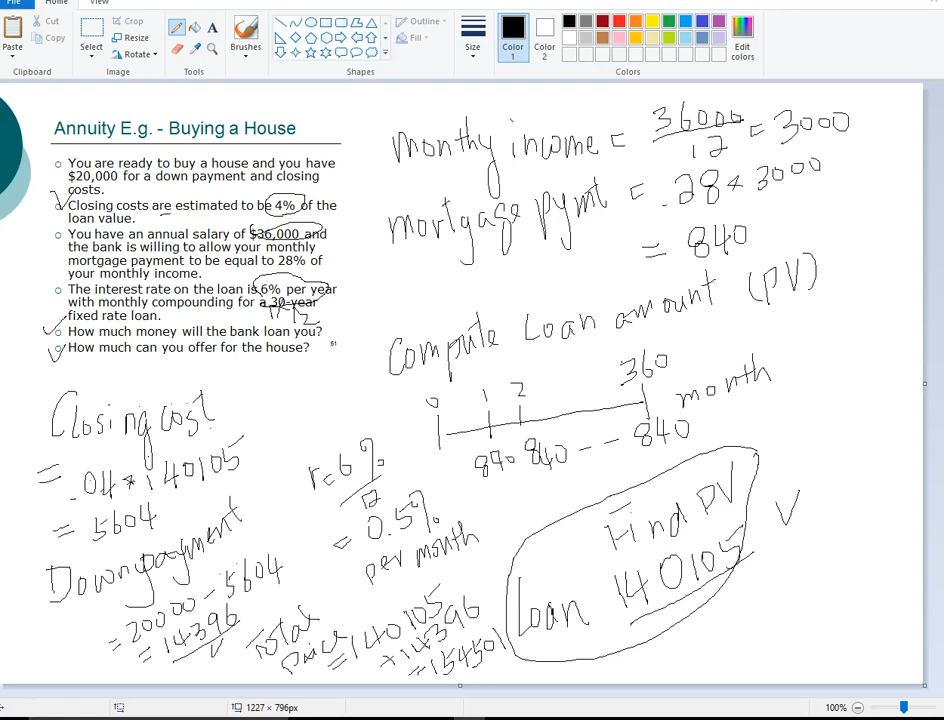 File
Home
View
Paste
Cut
Copy
Clipboard
Select
Crop
Resize
Rotate
Image
A
Tools
Brushes
Outline
Fill
Shapes
Size
Color 1
Color 2
Edit colors
Colors
Annuity E.g. - Buying a House
You are ready to buy a house and you have
$20,000 for a down payment and closing
costs.
Closing costs are estimated to be 4% of the
loan value.
You have an annual salary of $36,000 and
the bank is willing to allow your monthly
mortgage payment to be equal to 28% of
your monthly income.
The interest rate on the loan is 6% per year
with monthly compounding for a 30-year
fixed rate loan.
How much money will the bank loan you?
How much can you offer for the house?
61
Monthy income = 36000/12 = 3000
mortgage pymt = .28 * 3000
= 840
Compute Loan amount (PV)
0 1 2 360 month
840 840 -- 840
Closing cost
= .04*140105
= 5604
Down payment
= 20000 - 5604
= 14396
r=6%
12
= 0.5%
per month
Total
Price = 140105
+ 14396
= 154501
Find PV
Loan 140105
1227 × 796px
100%